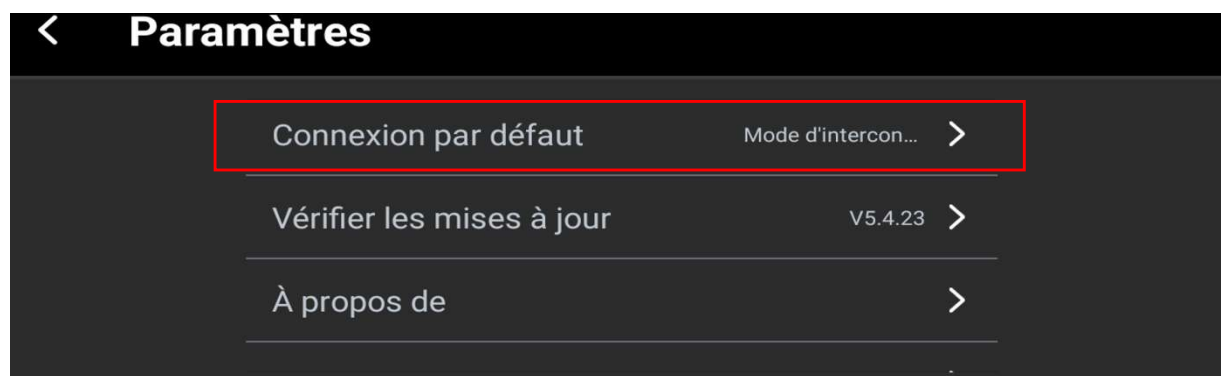 Paramètres
Connexion par défaut Mode d'intercon...
Vérifier les mises à jour V5.4.23
À propos de